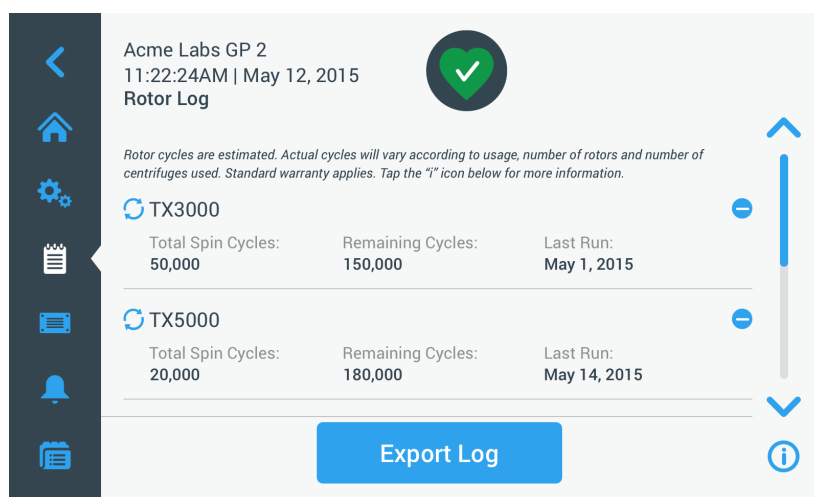 Acme Labs GP 2
11:22:24AM | May 12, 2015
Rotor Log
Rotor cycles are estimated. Actual cycles will vary according to usage, number of rotors and number of
centrifuges used. Standard warranty applies. Tap the “i” icon below for more information.
TX3000
Total Spin Cycles: Remaining Cycles: Last Run:
50,000 150,000 May 1, 2015
TX5000
Total Spin Cycles: Remaining Cycles: Last Run:
20,000 180,000 May 14, 2015
Export Log